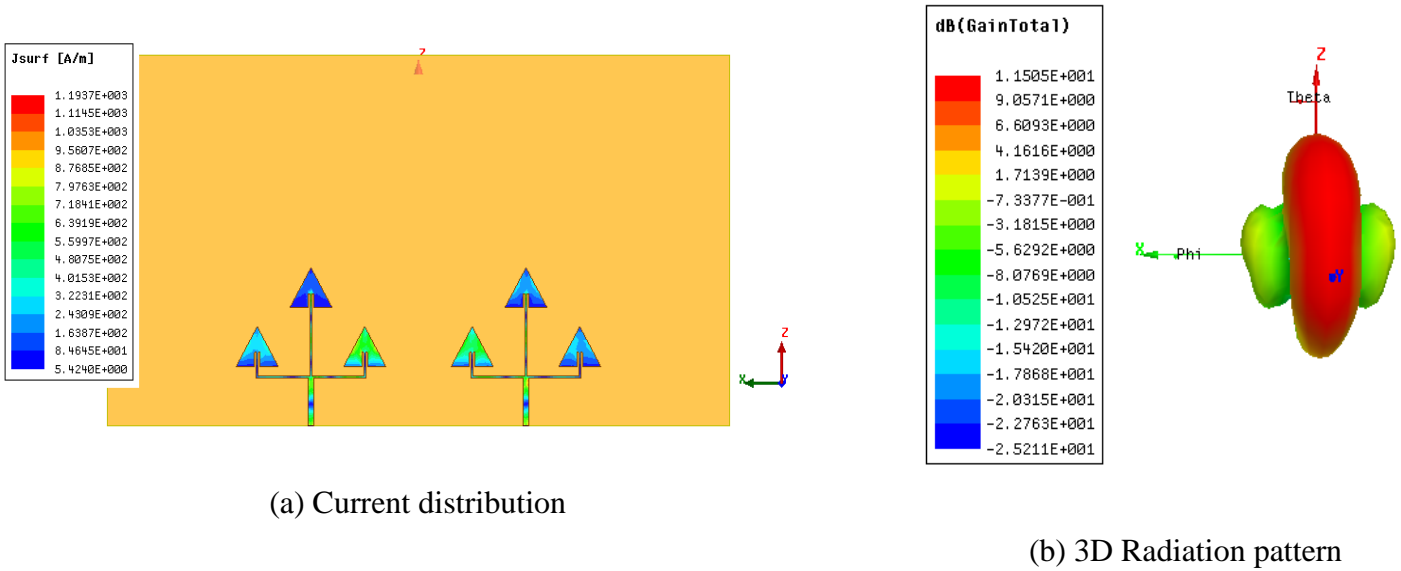 Jsurf [A/m]
1.1937E+003
1.1145E+003
1.0353E+003
9.5607E+002
8.7685E+002
7.9763E+002
7.1841E+002
6.3919E+002
5.5997E+002
4.8075E+002
4.0153E+002
3.2231E+002
2.4309E+002
1.6387E+002
8.4645E+001
5.4240E+000
Z
Z
X
Y
(a) Current distribution
dB(GainTotal)
1.1505E+001
9.0571E+000
6.6093E+000
4.1616E+000
1.7139E+000
-7.3377E-001
-3.1815E+000
-5.6292E+000
-8.0769E+000
-1.0525E+001
-1.2972E+001
-1.5420E+001
-1.7868E+001
-2.0315E+001
-2.2763E+001
-2.5211E+001
Z
Theta
X
Phi
Y
(b) 3D Radiation pattern